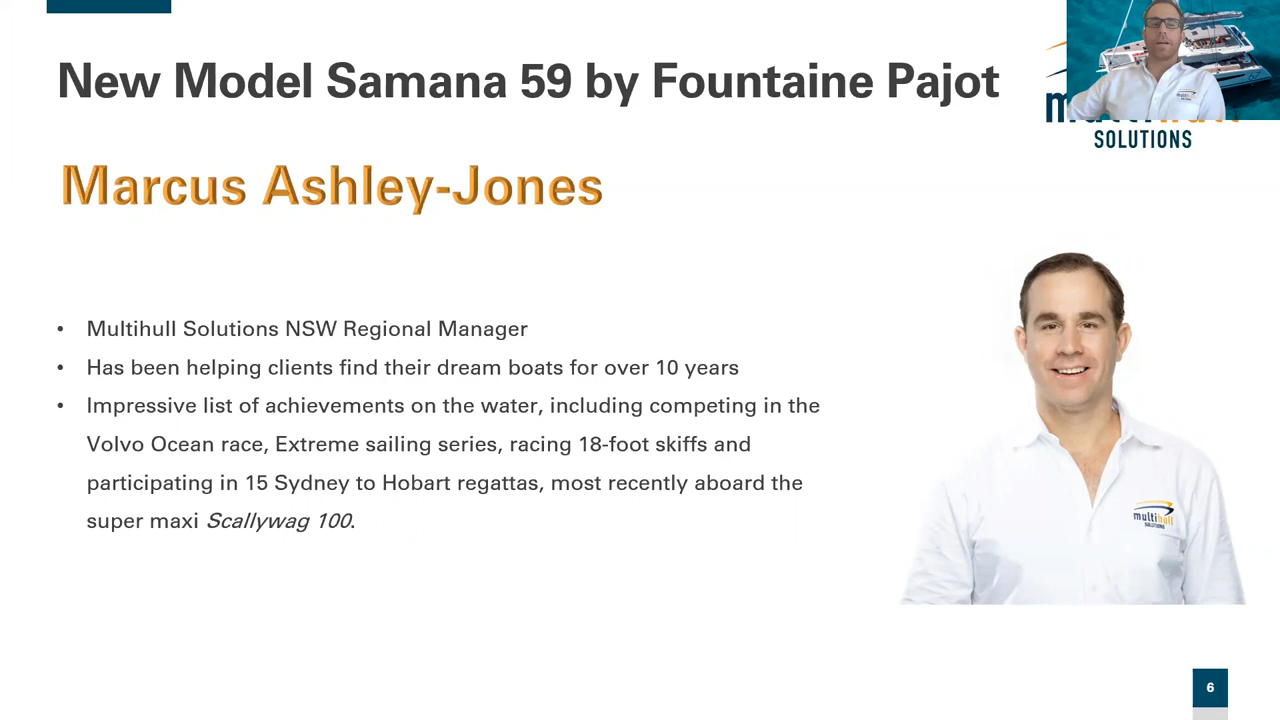 New Model Samana 59 by Fountaine Pajot
SOLUTIONS
Marcus Ashley-Jones
• Multihull Solutions NSW Regional Manager
• Has been helping clients find their dream boats for over 10 years
• Impressive list of achievements on the water, including competing in the
Volvo Ocean race, Extreme sailing series, racing 18-foot skiffs and
participating in 15 Sydney to Hobart regattas, most recently aboard the
super maxi Scallywag 100.
multihull
SOLUTIONS
6